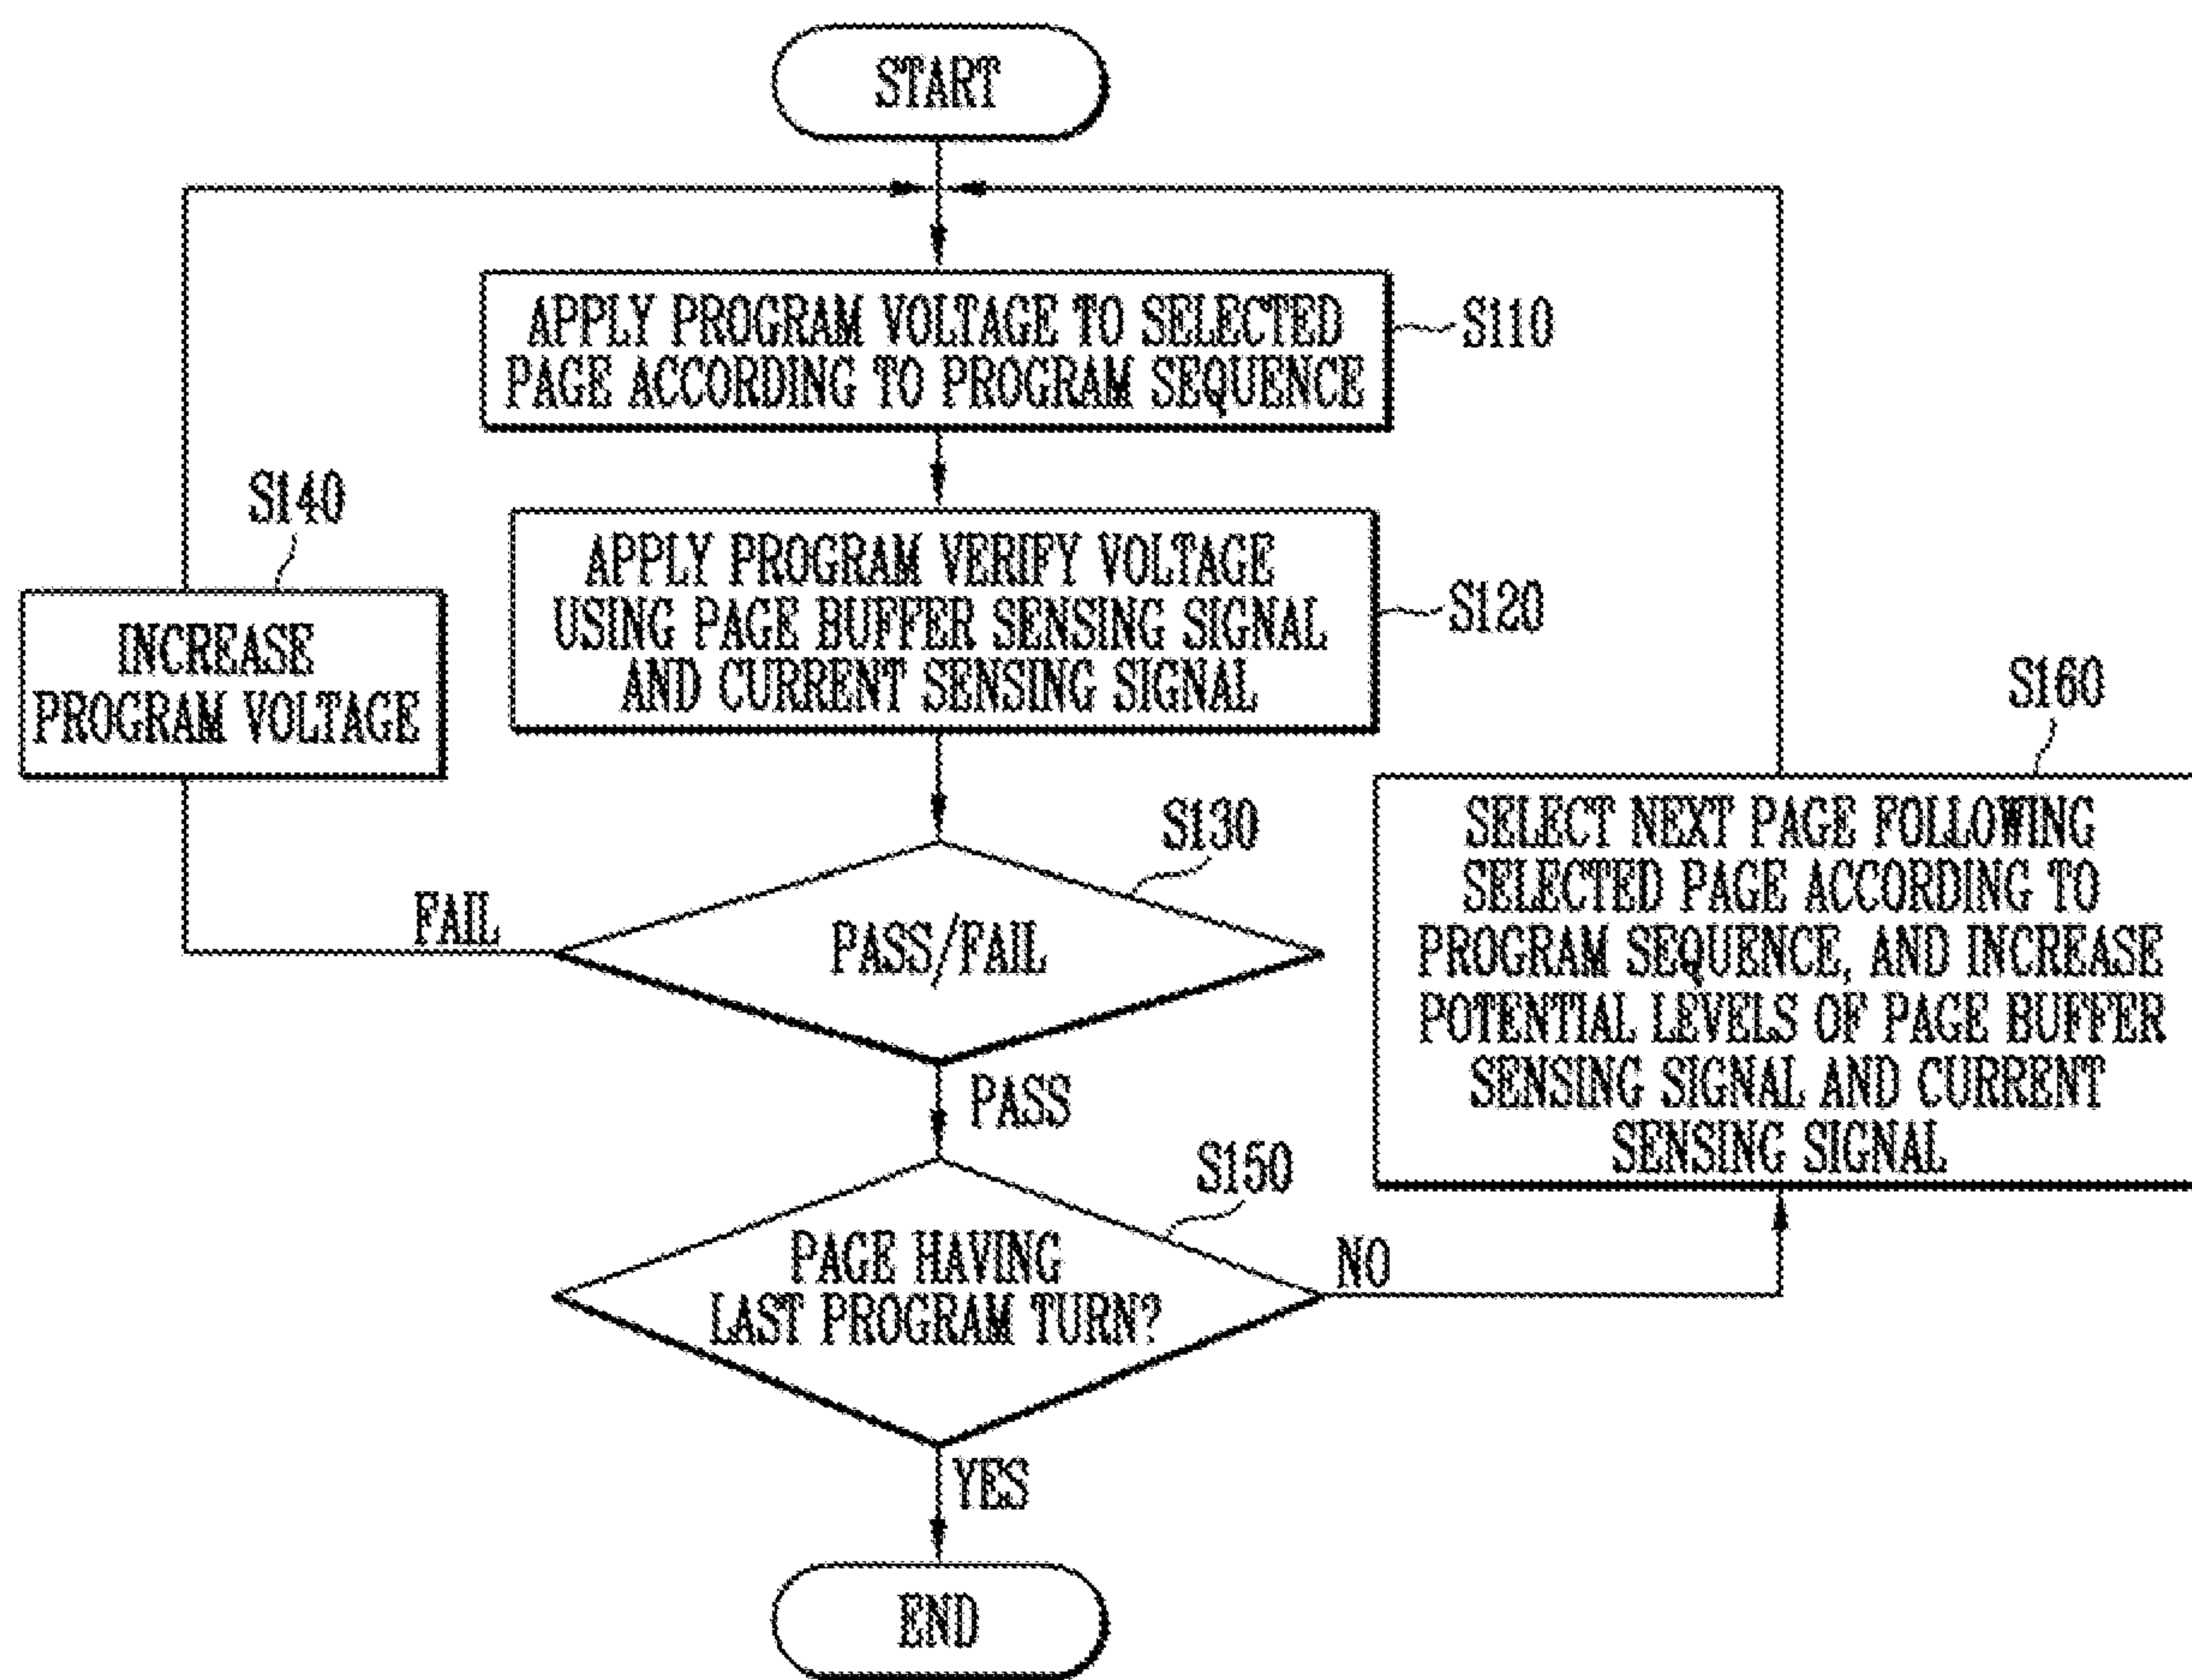 START
APPLY PROGRAM VOLTAGE TO SELECTED
PAGE ACCORDING TO PROGRAM SEQUENCE
S110
APPLY PROGRAM VERIFY VOLTAGE
USING PAGE BUFFER SENSING SIGNAL
AND CURRENT SENSING SIGNAL
S120
S140
INCREASE
PROGRAM VOLTAGE
S130
PASS/FAIL
FAIL
PASS
S160
SELECT NEXT PAGE FOLLOWING
SELECTED PAGE ACCORDING TO
PROGRAM SEQUENCE, AND INCREASE
POTENTIAL LEVELS OF PAGE BUFFER
SENSING SIGNAL AND CURRENT
SENSING SIGNAL
S150
PAGE HAVING
LAST PROGRAM TURN?
NO
YES
END